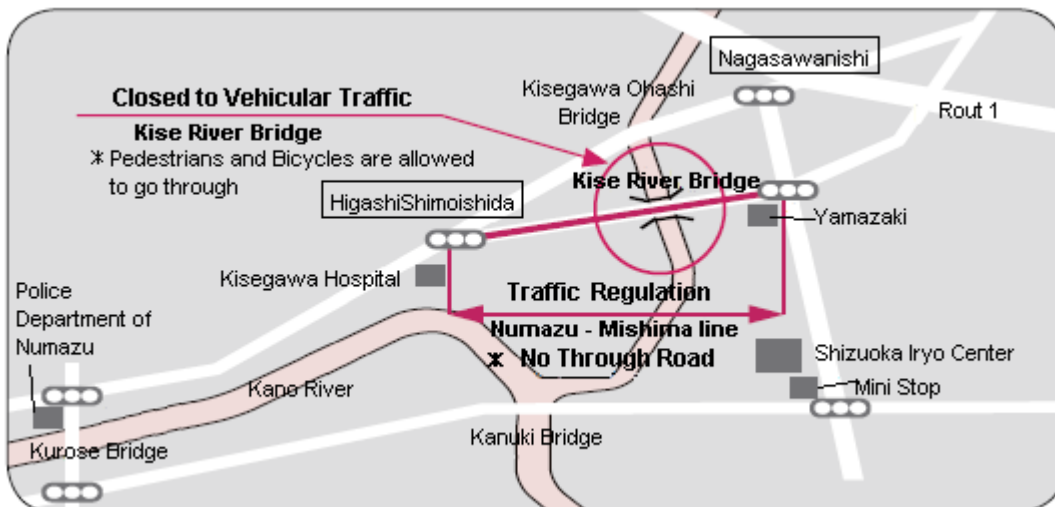 Nagasawanishi
Kisegawa Ohashi
Bridge
Closed to Vehicular Traffic
Rout 1
Kise River Bridge
* Pedestrians and Bicycles are allowed
to go through
Kise River Bridge
HigashiShimoishida
Yamazaki
Kisegawa Hospital
Traffic Regulation
Police
Department of
Numazu
Numazu - Mishima line
* No Through Road
Shizuoka Iryo Center
Mini Stop
Kano River
Kurose Bridge
Kanuki Bridge